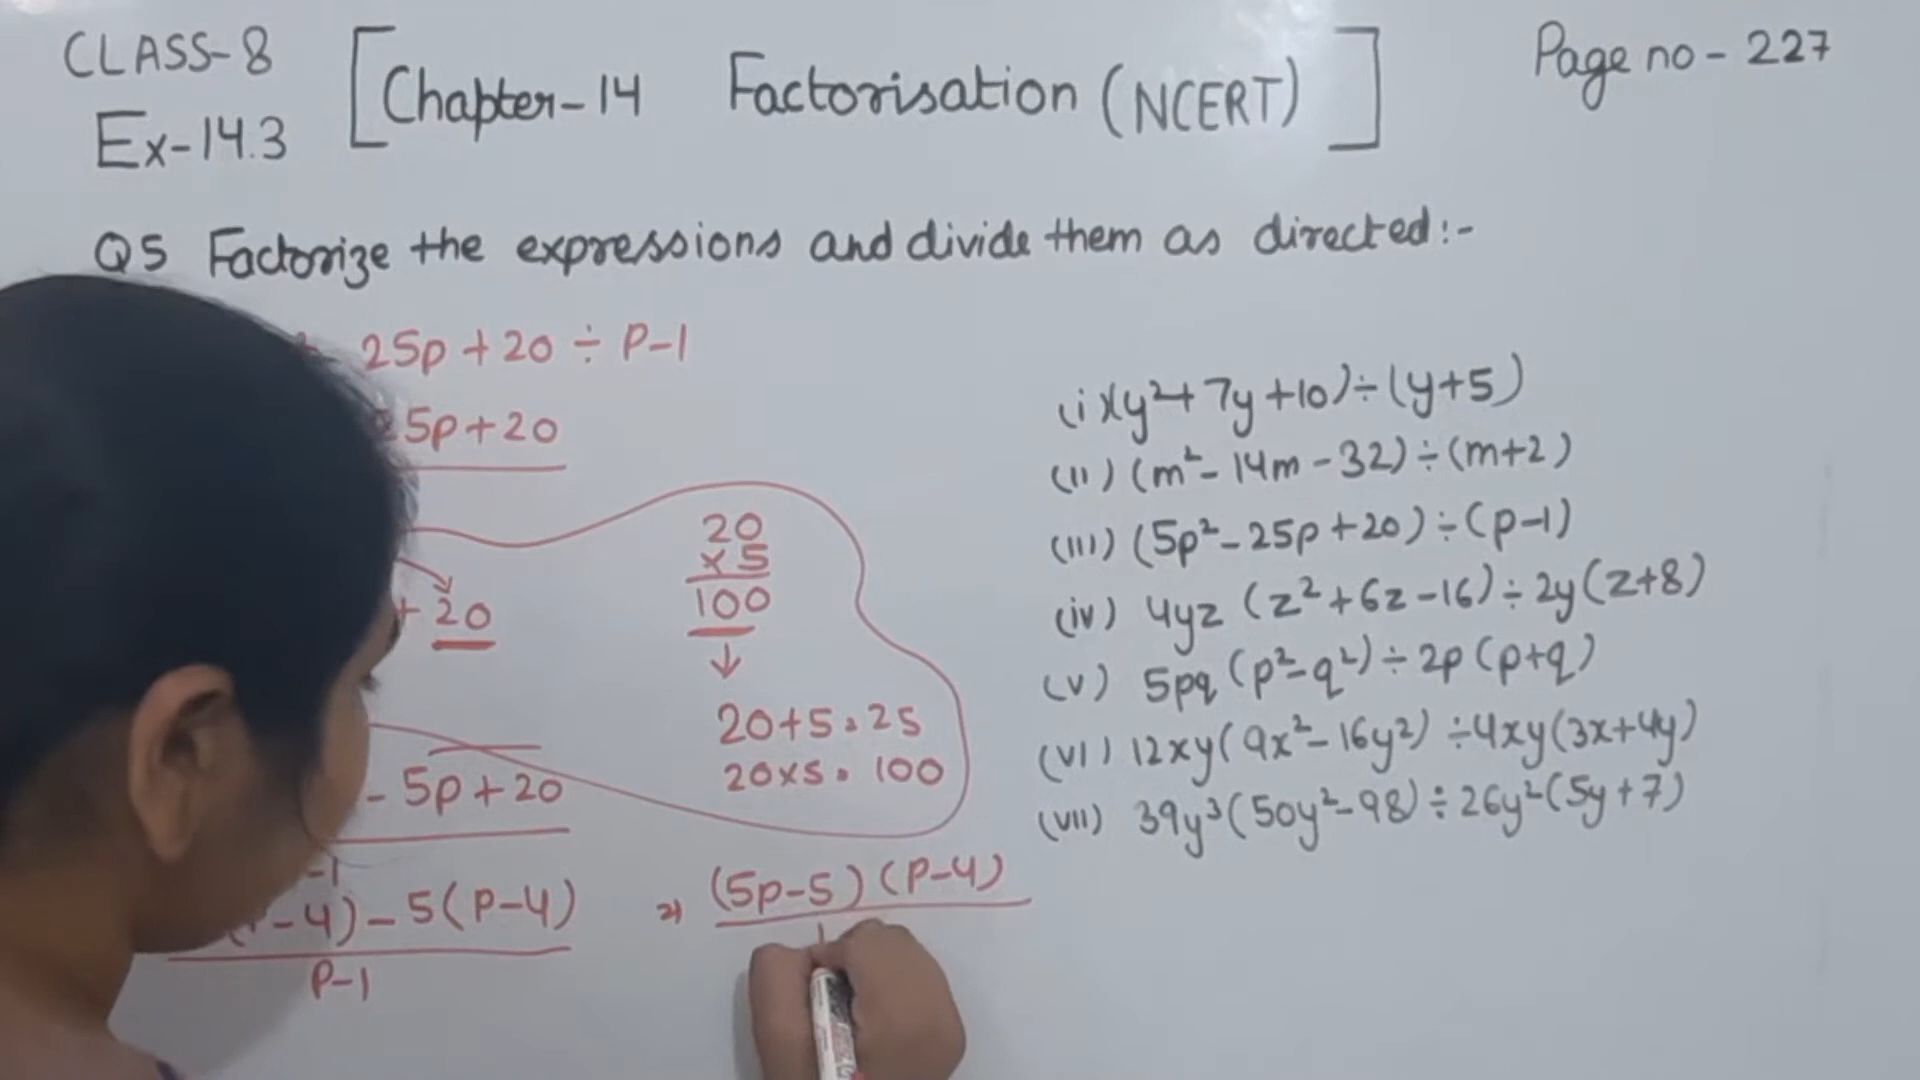 CLASS-8
Ex-14.3
[Chapter-14 Factorisation (NCERT)]
Page no - 227
Q5 Factorize the expressions and divide them as directed:-
25p + 20 ÷ P-1
5p + 20
+ 20
20
×5
100
↓
20+5=25
20×5=100
- 5p + 20
-1
-4) - 5(P-4)
P-1
⇒ (5p-5)(P-4)
(i) (y²+7y+10)÷(y+5)
(ii) (m²-14m-32)÷(m+2)
(iii) (5p²-25p+20)÷(p-1)
(iv) 4yz (z²+6z-16)÷2y(z+8)
(v) 5pq (p²-q²)÷2p (p+q)
(vi) 12xy(9x²-16y²)÷4xy(3x+4y)
(vii) 39y³(50y²-98)÷26y²(5y+7)